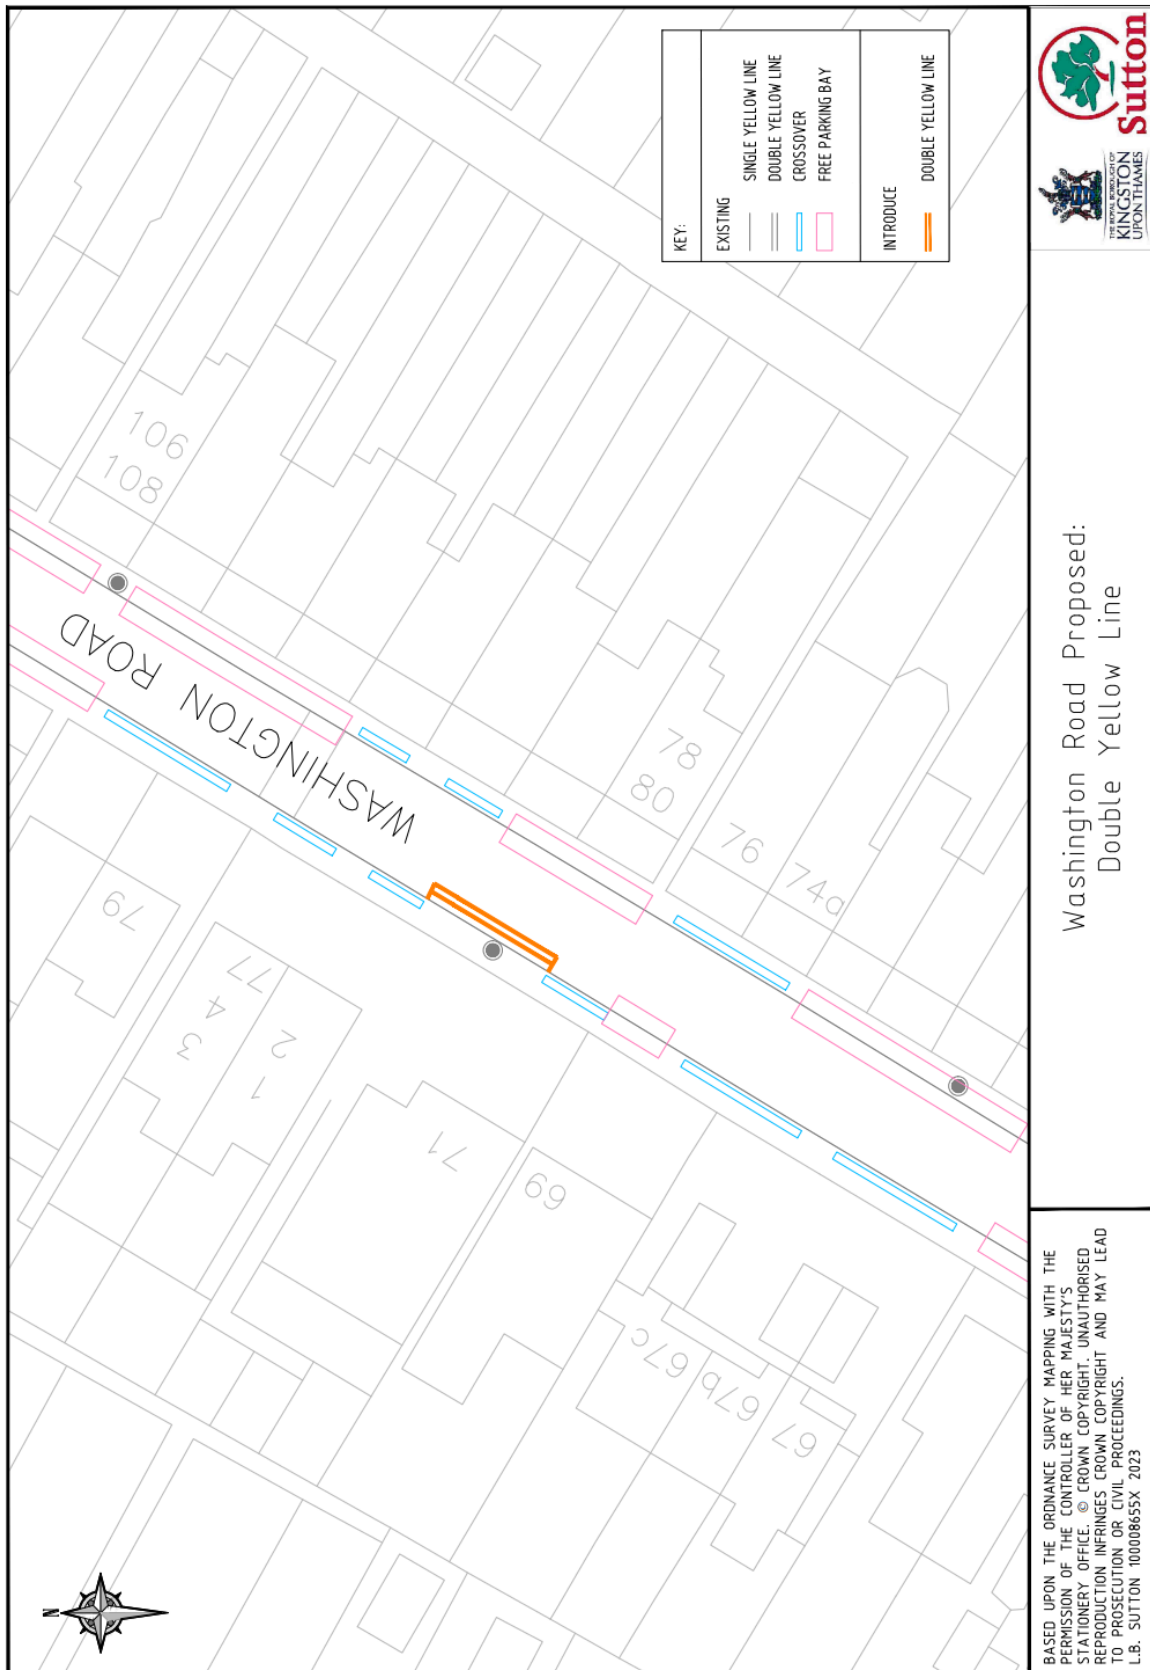 KEY:
EXISTING
SINGLE YELLOW LINE
DOUBLE YELLOW LINE
CROSSOVER
FREE PARKING BAY
INTRODUCE
DOUBLE YELLOW LINE
N
WASHINGTON ROAD
106
108
78
80
76
74a
79
77
4
3
2
1
71
69
67c
67b
67
Washington Road Proposed:
Double Yellow Line
THE ROYAL BOROUGH OF
KINGSTON
UPON THAMES
Sutton
BASED UPON THE ORDNANCE SURVEY MAPPING WITH THE
PERMISSION OF THE CONTROLLER OF HER MAJESTY'S
STATIONERY OFFICE. © CROWN COPYRIGHT. UNAUTHORISED
REPRODUCTION INFRINGES CROWN COPYRIGHT AND MAY LEAD
TO PROSECUTION OR CIVIL PROCEEDINGS.
L.B. SUTTON 100008655X 2023